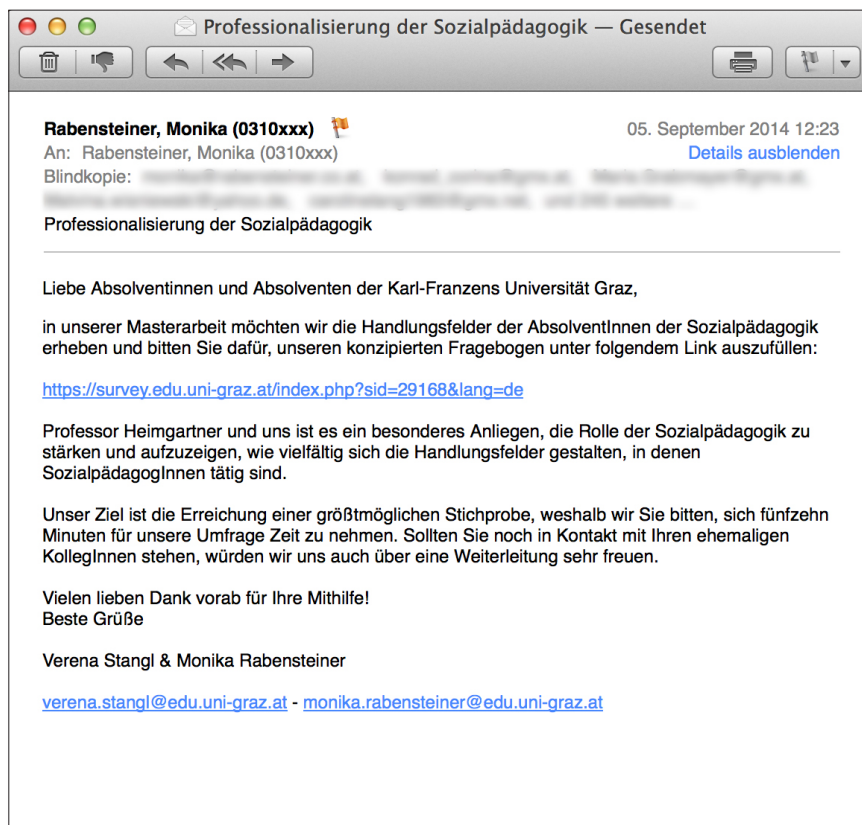 Professionalisierung der Sozialpädagogik — Gesendet
Rabensteiner, Monika (0310xxx)
05. September 2014 12:23
An: Rabensteiner, Monika (0310xxx)
Details ausblenden
Blindkopie:
Professionalisierung der Sozialpädagogik
Liebe Absolventinnen und Absolventen der Karl-Franzens Universität Graz,
in unserer Masterarbeit möchten wir die Handlungsfelder der AbsolventInnen der Sozialpädagogik
erheben und bitten Sie dafür, unseren konzipierten Fragebogen unter folgendem Link auszufüllen:
https://survey.edu.uni-graz.at/index.php?sid=29168&lang=de
Professor Heimgartner und uns ist es ein besonderes Anliegen, die Rolle der Sozialpädagogik zu
stärken und aufzuzeigen, wie vielfältig sich die Handlungsfelder gestalten, in denen
SozialpädagogInnen tätig sind.
Unser Ziel ist die Erreichung einer größtmöglichen Stichprobe, weshalb wir Sie bitten, sich fünfzehn
Minuten für unsere Umfrage Zeit zu nehmen. Sollten Sie noch in Kontakt mit Ihren ehemaligen
KollegInnen stehen, würden wir uns auch über eine Weiterleitung sehr freuen.
Vielen lieben Dank vorab für Ihre Mithilfe!
Beste Grüße
Verena Stangl & Monika Rabensteiner
verena.stangl@edu.uni-graz.at - monika.rabensteiner@edu.uni-graz.at